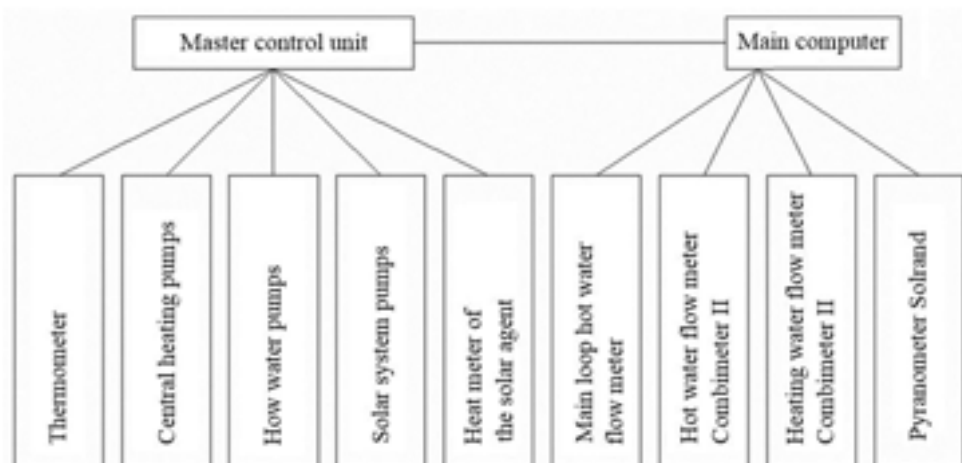 Master control unit
Main computer
Thermometer
Central heating pumps
How water pumps
Solar system pumps
Heat meter of
the solar agent
Main loop hot water
flow meter
Hot water flow meter
Combimeter II
Heating water flow meter
Combimeter II
Pyranometer Solrand